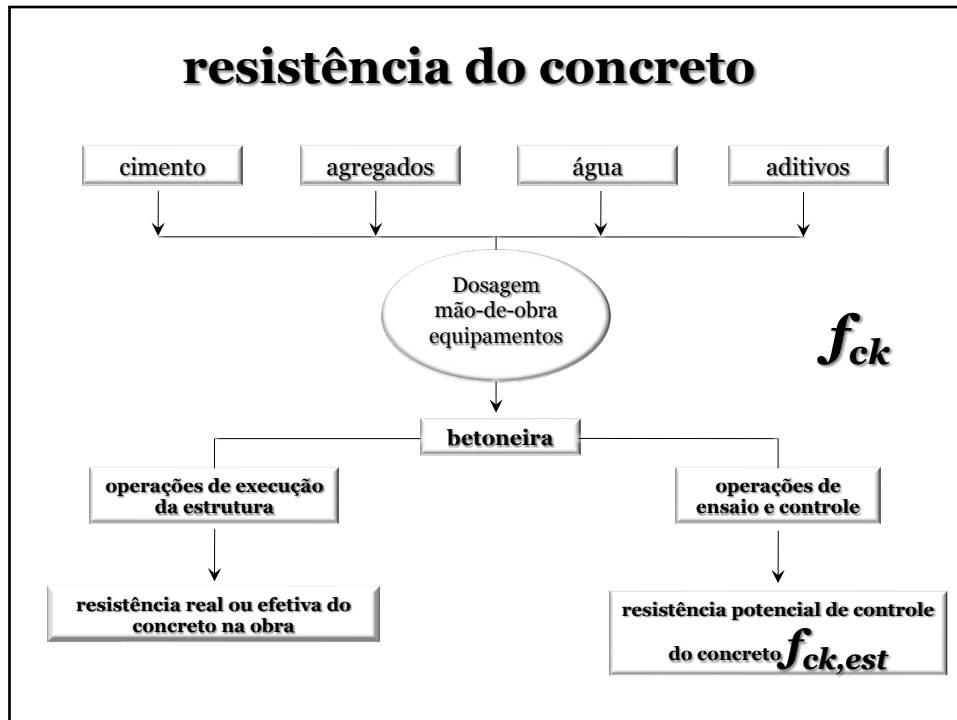 resistência do concreto
cimento
agregados
água
aditivos
Dosagem
mão-de-obra
equipamentos
fck
betoneira
operações de execução
da estrutura
operações de
ensaio e controle
resistência real ou efetiva do
concreto na obra
resistência potencial de controle
do concreto fck,est